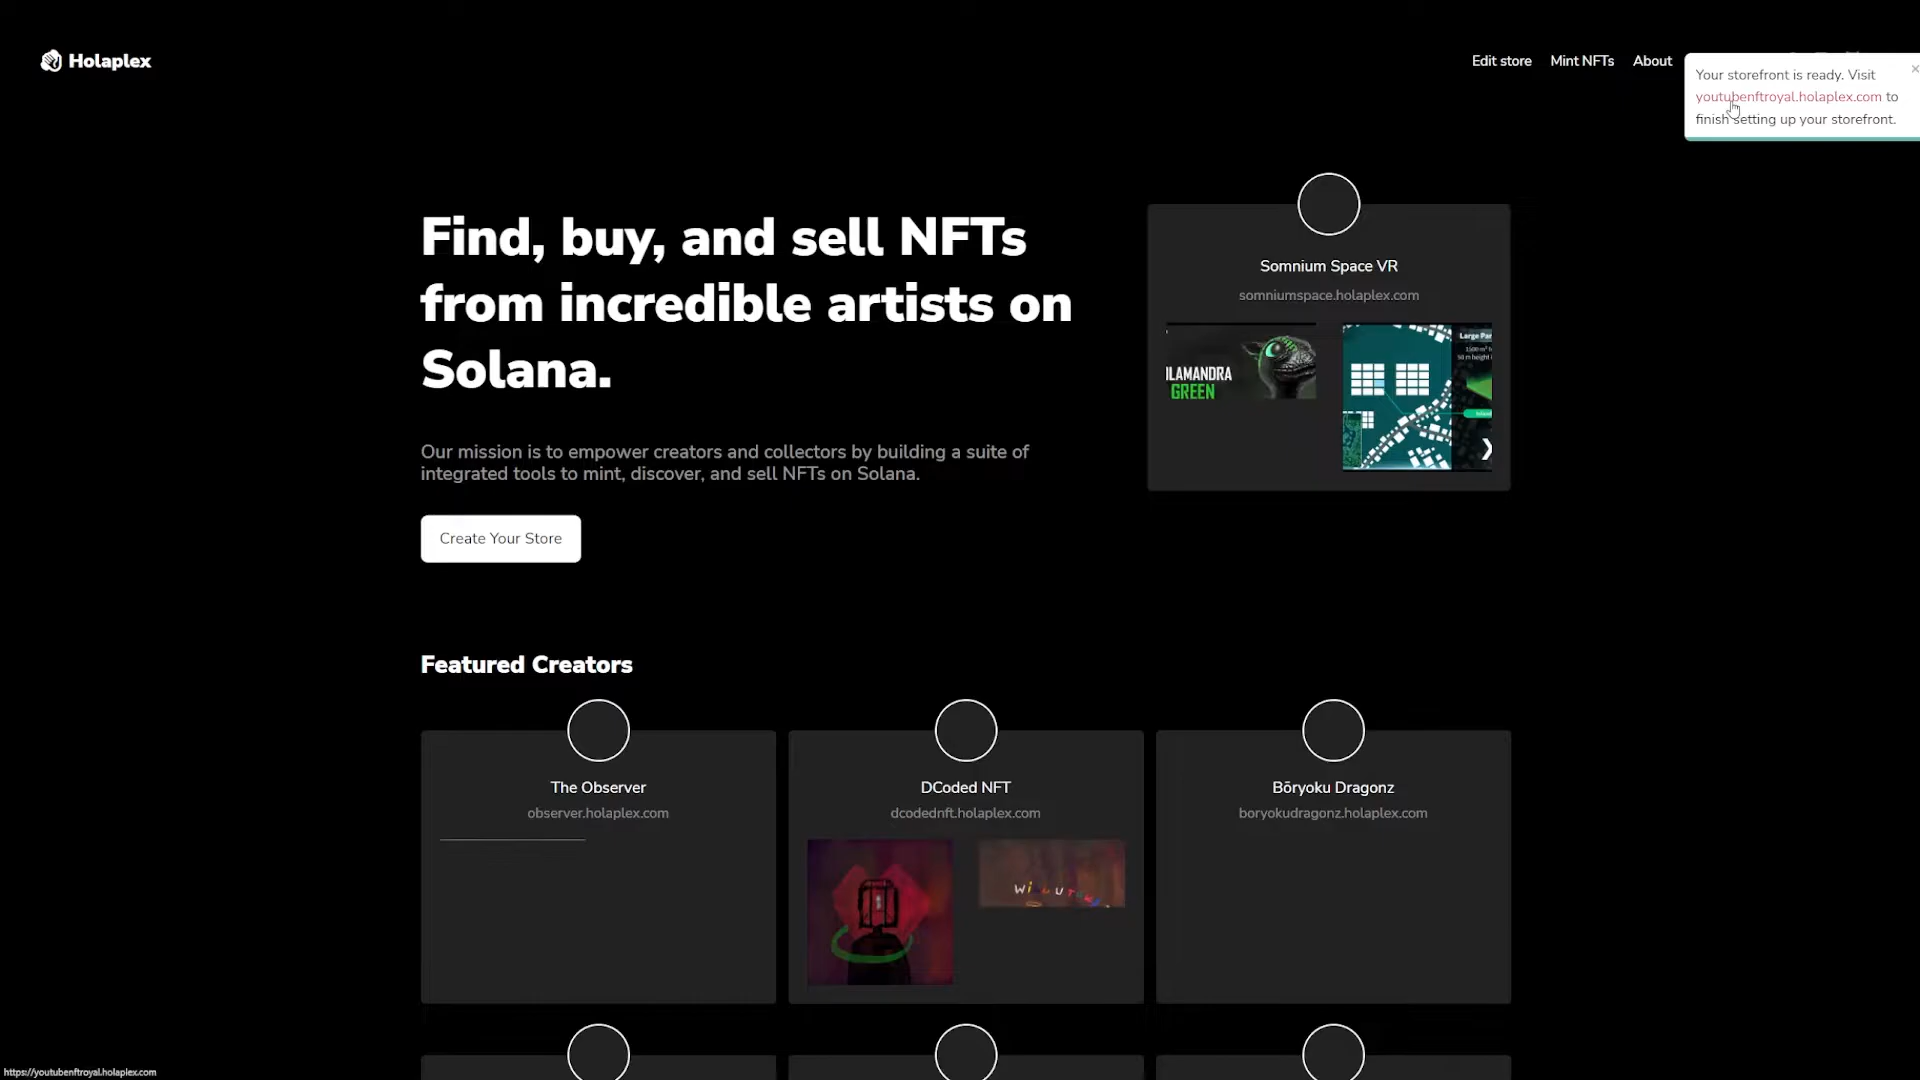 Holaplex
Edit store
Mint NFTs
About
Your storefront is ready. Visit
youtubenftroyal.holaplex.com to
finish setting up your storefront.
Find, buy, and sell NFTs
from incredible artists on
Solana.
Our mission is to empower creators and collectors by building a suite of
integrated tools to mint, discover, and sell NFTs on Solana.
Create Your Store
Somnium Space VR
somniumspace.holaplex.com
LAMANDRA
GREEN
Large Par
Featured Creators
The Observer
observer.holaplex.com
DCoded NFT
dcodednft.holaplex.com
Bōryoku Dragonz
boryokudragonz.holaplex.com
https://youtubenftroyal.holaplex.com